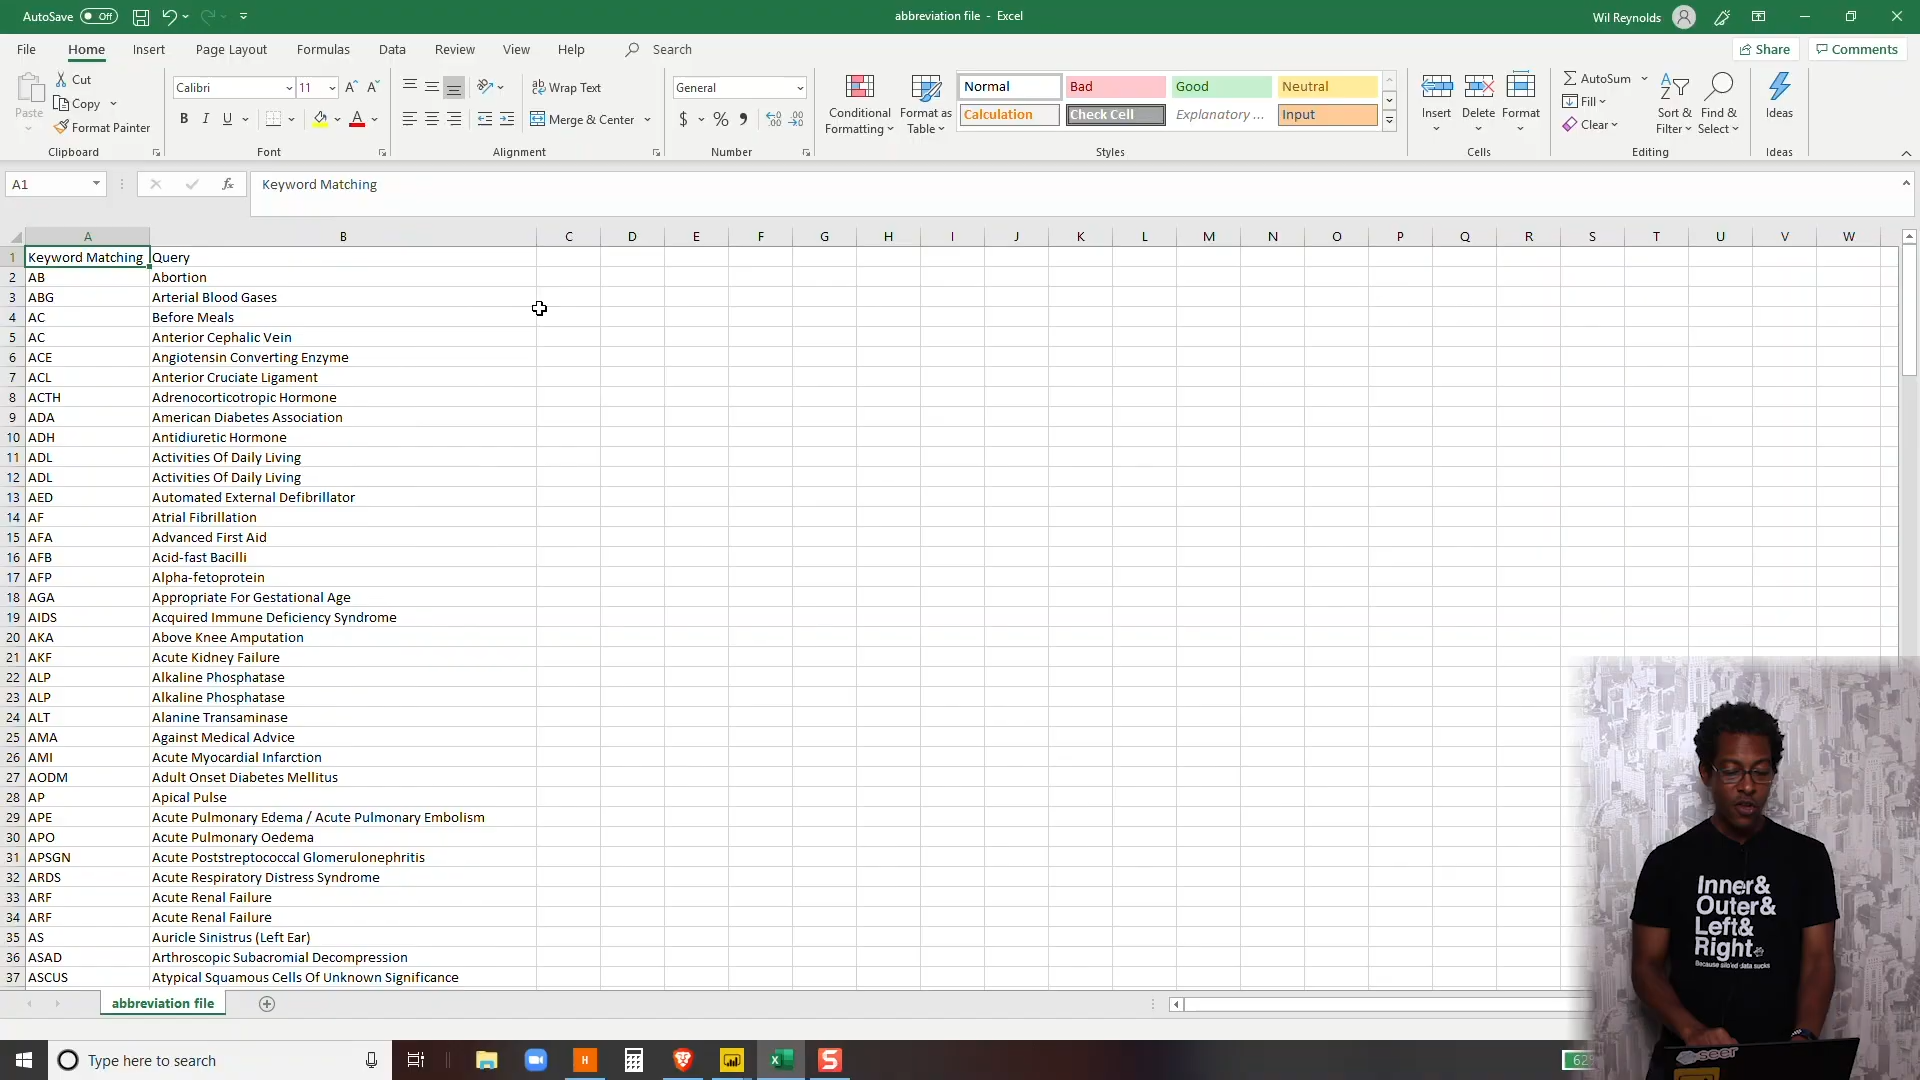 AutoSave Off
abbreviation file - Excel
Wil Reynolds
File Home Insert Page Layout Formulas Data Review View Help Search
Share Comments
Paste
Cut
Copy
Format Painter
Clipboard
Calibri 11
B I U
Font
Wrap Text
Merge & Center
Alignment
General
$ %
Number
Conditional Formatting
Format as Table
Normal Bad Good Neutral
Calculation Check Cell Explanatory ... Input
Styles
Insert Delete Format
Cells
AutoSum
Fill
Clear
Sort & Filter
Find & Select
Editing
Ideas
Ideas
A1
fx
Keyword Matching
A B C D E F G H I J K L M N O P Q R S T U V W
1 Keyword Matching Query
2 AB Abortion
3 ABG Arterial Blood Gases
4 AC Before Meals
5 AC Anterior Cephalic Vein
6 ACE Angiotensin Converting Enzyme
7 ACL Anterior Cruciate Ligament
8 ACTH Adrenocorticotropic Hormone
9 ADA American Diabetes Association
10 ADH Antidiuretic Hormone
11 ADL Activities Of Daily Living
12 ADL Activities Of Daily Living
13 AED Automated External Defibrillator
14 AF Atrial Fibrillation
15 AFA Advanced First Aid
16 AFB Acid-fast Bacilli
17 AFP Alpha-fetoprotein
18 AGA Appropriate For Gestational Age
19 AIDS Acquired Immune Deficiency Syndrome
20 AKA Above Knee Amputation
21 AKF Acute Kidney Failure
22 ALP Alkaline Phosphatase
23 ALP Alkaline Phosphatase
24 ALT Alanine Transaminase
25 AMA Against Medical Advice
26 AMI Acute Myocardial Infarction
27 AODM Adult Onset Diabetes Mellitus
28 AP Apical Pulse
29 APE Acute Pulmonary Edema / Acute Pulmonary Embolism
30 APO Acute Pulmonary Oedema
31 APSGN Acute Poststreptococcal Glomerulonephritis
32 ARDS Acute Respiratory Distress Syndrome
33 ARF Acute Renal Failure
34 ARF Acute Renal Failure
35 AS Auricle Sinistrus (Left Ear)
36 ASAD Arthroscopic Subacromial Decompression
37 ASCUS Atypical Squamous Cells Of Unknown Significance
abbreviation file
Type here to search
H
S
62
Inner&
Outer&
Left&
Right
Because siloed data sucks
seer